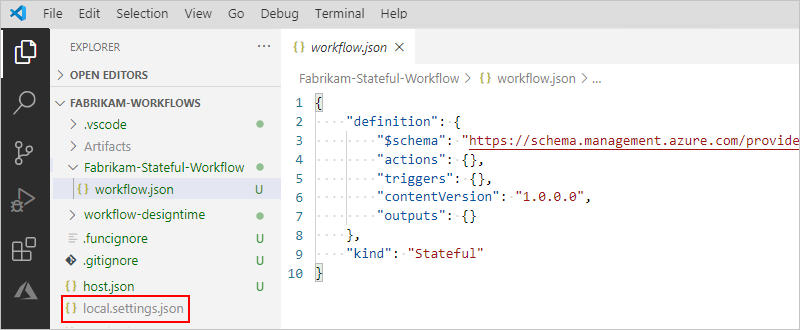 File Edit Selection View Go Debug Terminal Help
EXPLORER ...
OPEN EDITORS
FABRIKAM-WORKFLOWS
.vscode
Artifacts
Fabrikam-Stateful-Workflow
{} workflow.json U
workflow-designtime
.funcignore U
.gitignore U
{} host.json U
{} local.settings.json
{} workflow.json ×
Fabrikam-Stateful-Workflow > {} workflow.json > ...
1 {
2 "definition": {
3 "$schema": "https://schema.management.azure.com/provide
4 "actions": {},
5 "triggers": {},
6 "contentVersion": "1.0.0.0",
7 "outputs": {}
8 },
9 "kind": "Stateful"
10 }